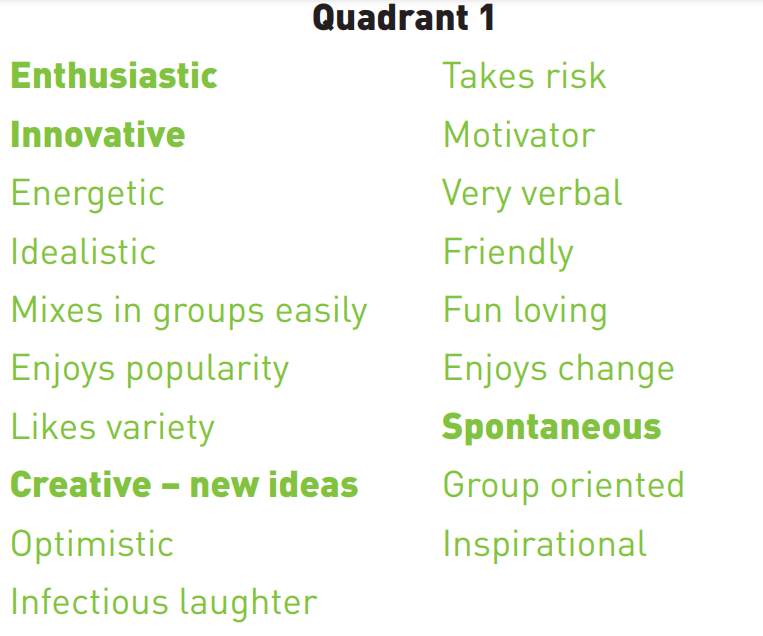 Quadrant 1
Enthusiastic
Innovative
Energetic
Idealistic
Mixes in groups easily
Enjoys popularity
Likes variety
Creative – new ideas
Optimistic
Infectious laughter
Takes risk
Motivator
Very verbal
Friendly
Fun loving
Enjoys change
Spontaneous
Group oriented
Inspirational